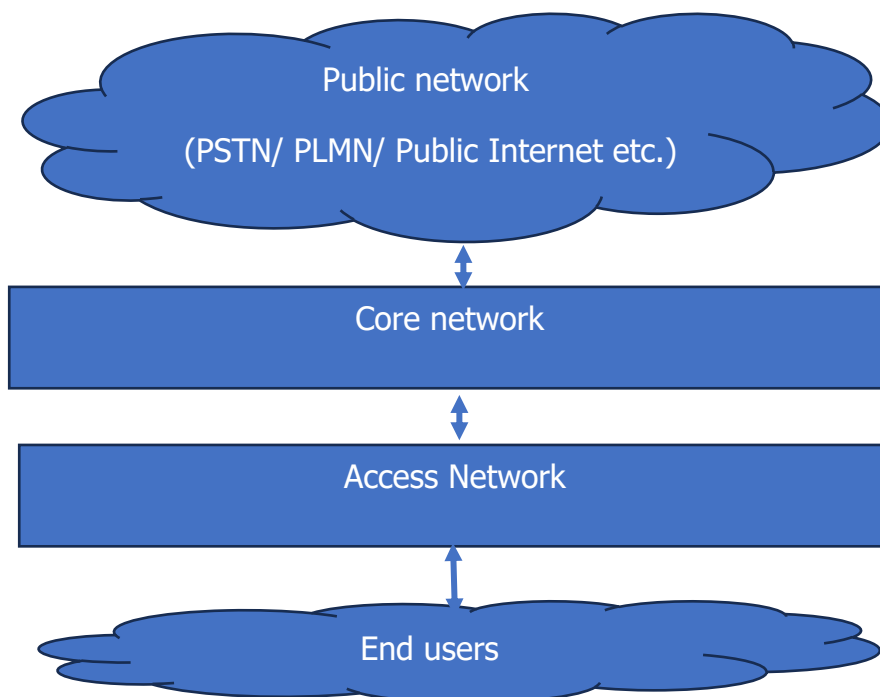 Public network
(PSTN/ PLMN/ Public Internet etc.)
Core network
Access Network
End users